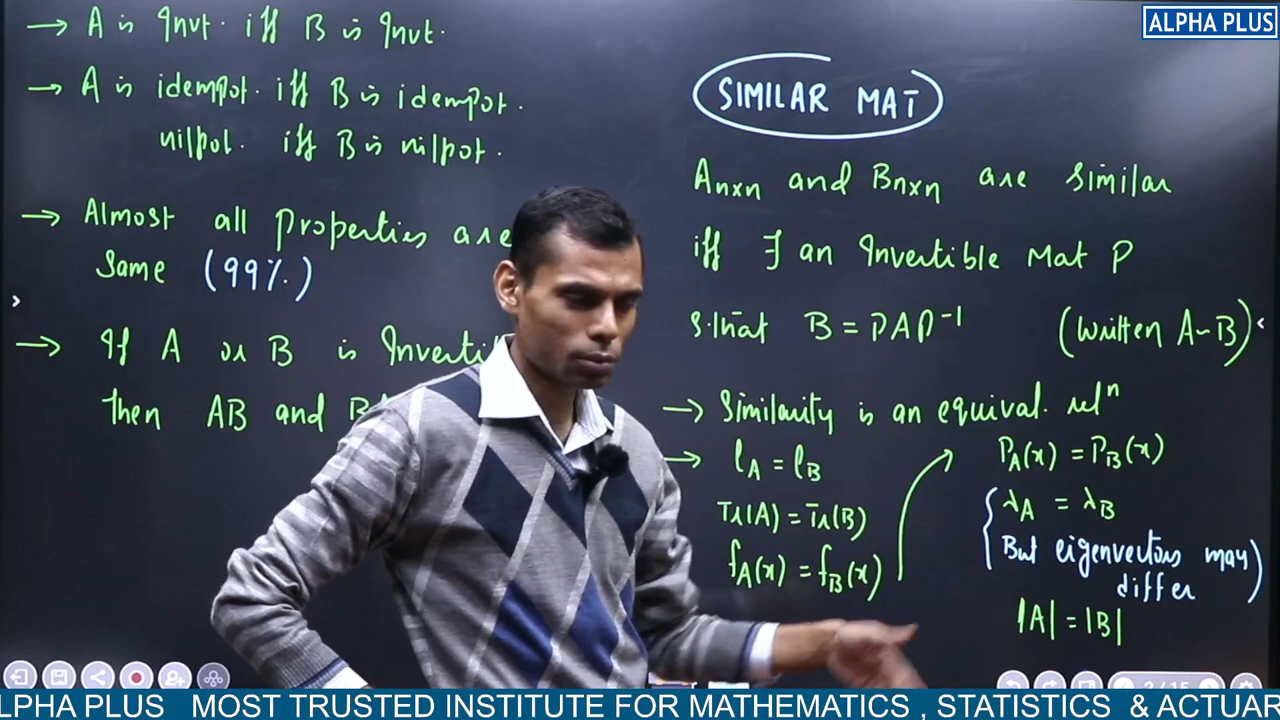 → A is Invt. iff B is Invt.
→ A is idempot. iff B is idempot.
nilpot. iff B is nilpot.
→ Almost all properties are
Same (99%.)
→ If A or B is
then AB and
ALPHA PLUS
SIMILAR MAT
Anxn and Bnxn are similar
iff ∃ an Invertible Mat P
s.that B = PAP⁻¹ (written A~B)
→ Similarity is an equival. relⁿ
→ ρA = ρB
Tr(A) = Tr(B)
fA(x) = fB(x)
PA(x) = PB(x)
λA = λB
But eigenvectors may
differ
|A| = |B|
2/15
LPHA PLUS MOST TRUSTED INSTITUTE FOR MATHEMATICS , STATISTICS & ACTUAR